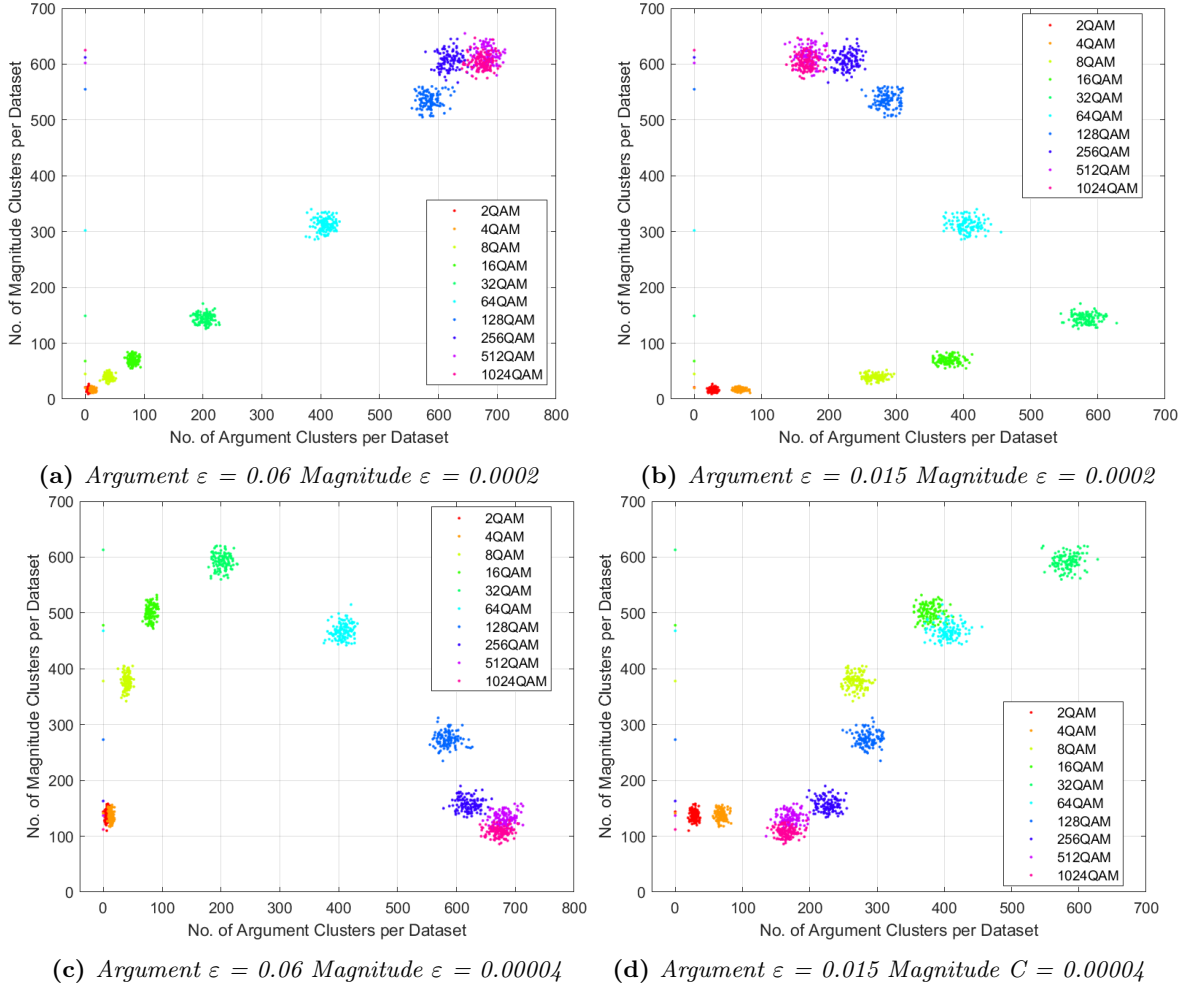 No. of Magnitude Clusters per Dataset
700
600
500
400
300
200
100
0
0 100 200 300 400 500 600 700 800
No. of Argument Clusters per Dataset
2QAM
4QAM
8QAM
16QAM
32QAM
64QAM
128QAM
256QAM
512QAM
1024QAM
(a) Argument ε = 0.06 Magnitude ε = 0.0002
No. of Magnitude Clusters per Dataset
700
600
500
400
300
200
100
0
0 100 200 300 400 500 600 700
No. of Argument Clusters per Dataset
2QAM
4QAM
8QAM
16QAM
32QAM
64QAM
128QAM
256QAM
512QAM
1024QAM
(b) Argument ε = 0.015 Magnitude ε = 0.0002
No. of Magnitude Clusters per Dataset
700
600
500
400
300
200
100
0
0 100 200 300 400 500 600 700 800
No. of Argument Clusters per Dataset
2QAM
4QAM
8QAM
16QAM
32QAM
64QAM
128QAM
256QAM
512QAM
1024QAM
(c) Argument ε = 0.06 Magnitude ε = 0.00004
No. of Magnitude Clusters per Dataset
700
600
500
400
300
200
100
0
0 100 200 300 400 500 600 700
No. of Argument Clusters per Dataset
2QAM
4QAM
8QAM
16QAM
32QAM
64QAM
128QAM
256QAM
512QAM
1024QAM
(d) Argument ε = 0.015 Magnitude C = 0.00004